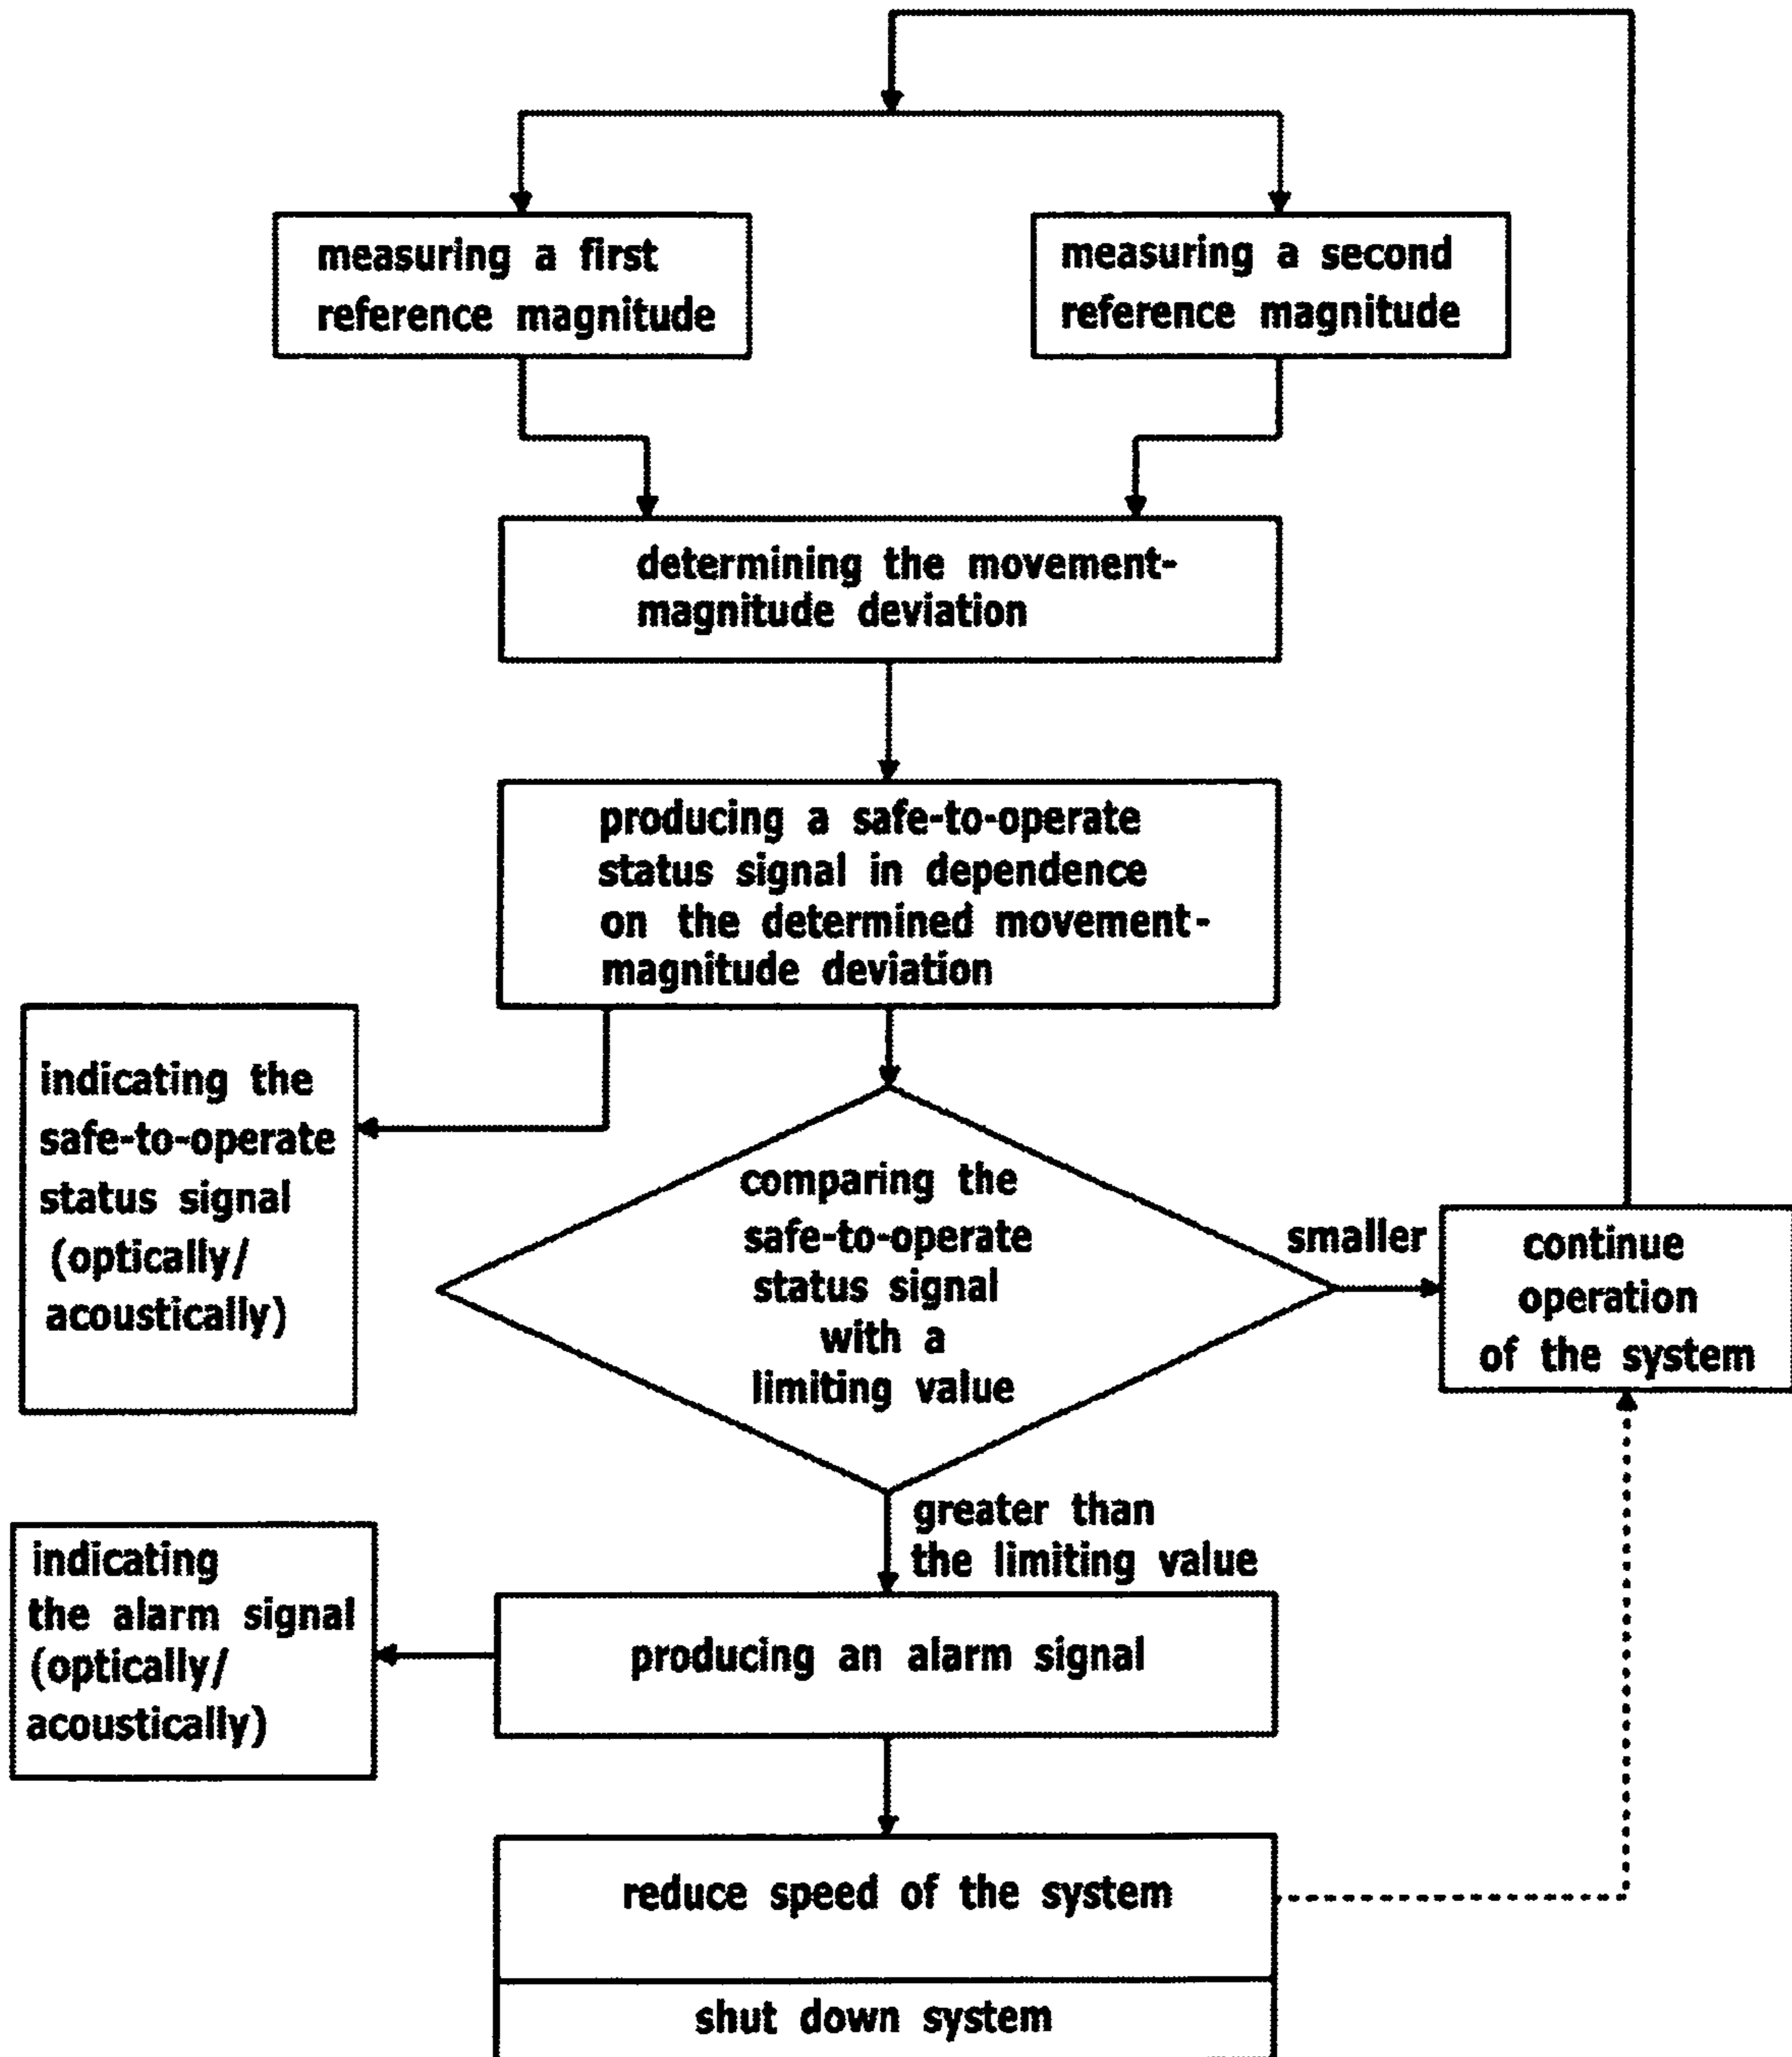 measuring a first
reference magnitude
measuring a second
reference magnitude
determining the movement-
magnitude deviation
producing a safe-to-operate
status signal in dependence
on the determined movement-
magnitude deviation
indicating the
safe-to-operate
status signal
(optically/
acoustically)
comparing the
safe-to-operate
status signal
with a
limiting value
smaller
continue
operation
of the system
greater than
the limiting value
indicating
the alarm signal
(optically/
acoustically)
producing an alarm signal
reduce speed of the system
shut down system